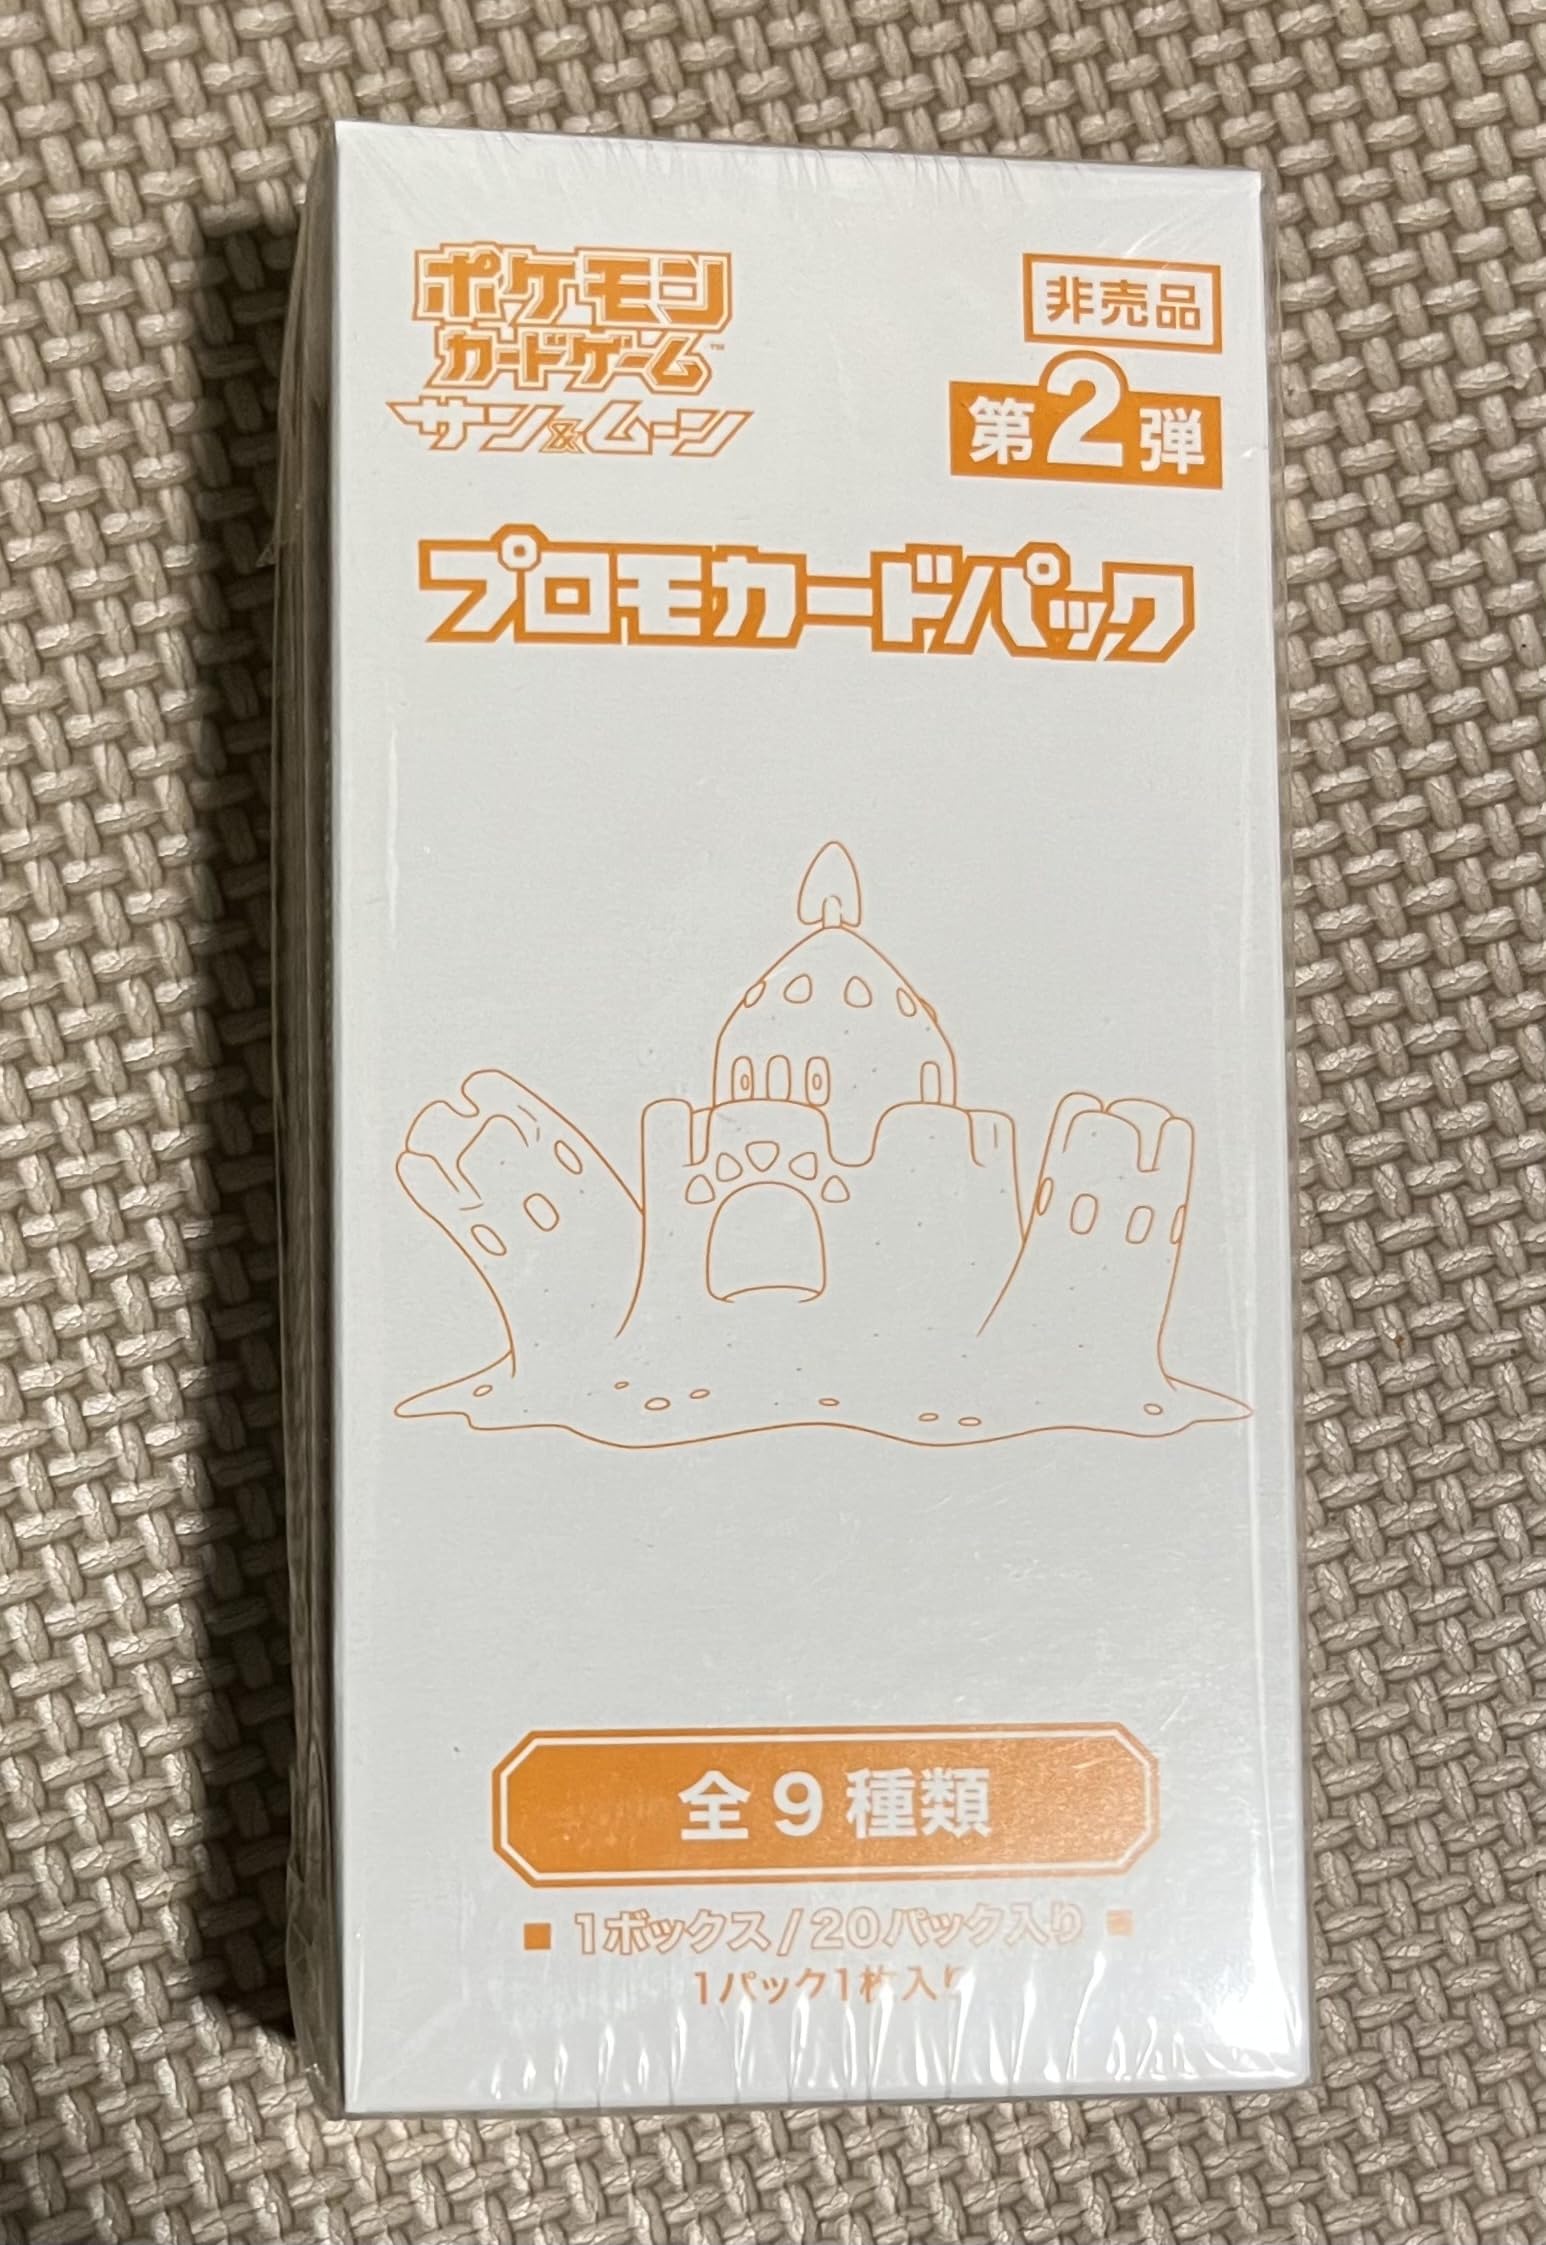 ポケモン
カードゲーム™
サン&ムーン
非売品
第2弾
プロモカードパック
全9種類
■ 1ボックス/20パック入り ■
1パック1枚入り